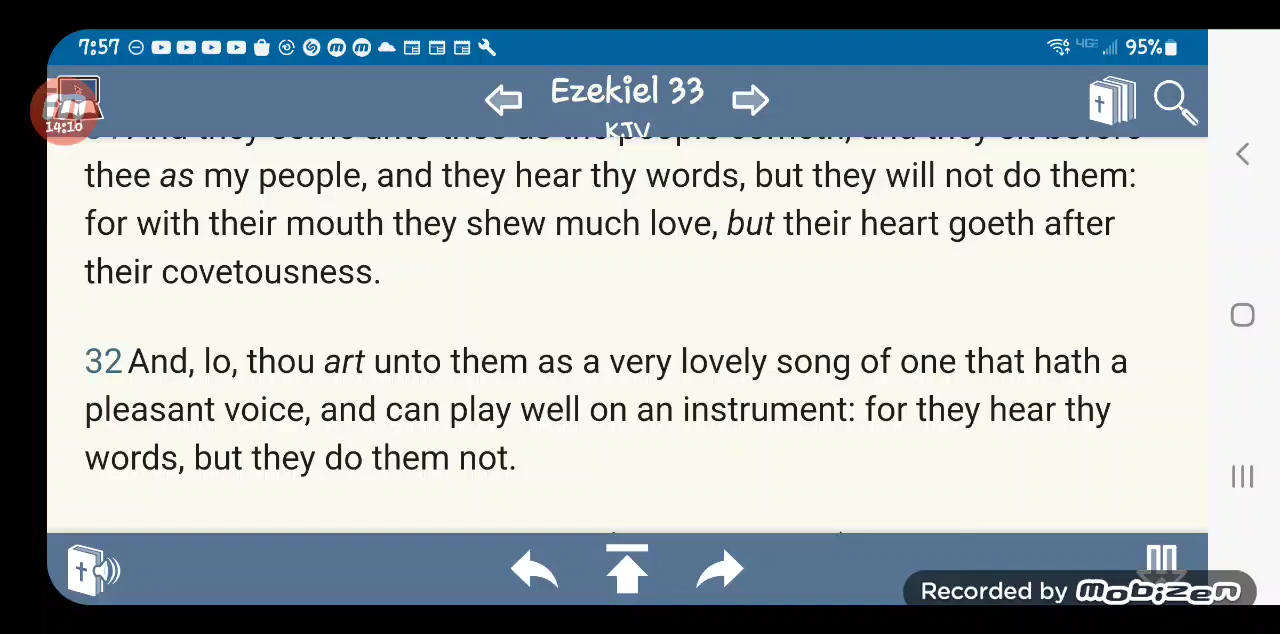 7:57 4GE 95%
Ezekiel 33
KJV
14:10
thee as my people, and they hear thy words, but they will not do them:
for with their mouth they shew much love, but their heart goeth after
their covetousness.
32 And, lo, thou art unto them as a very lovely song of one that hath a
pleasant voice, and can play well on an instrument: for they hear thy
words, but they do them not.
Recorded by mobizen